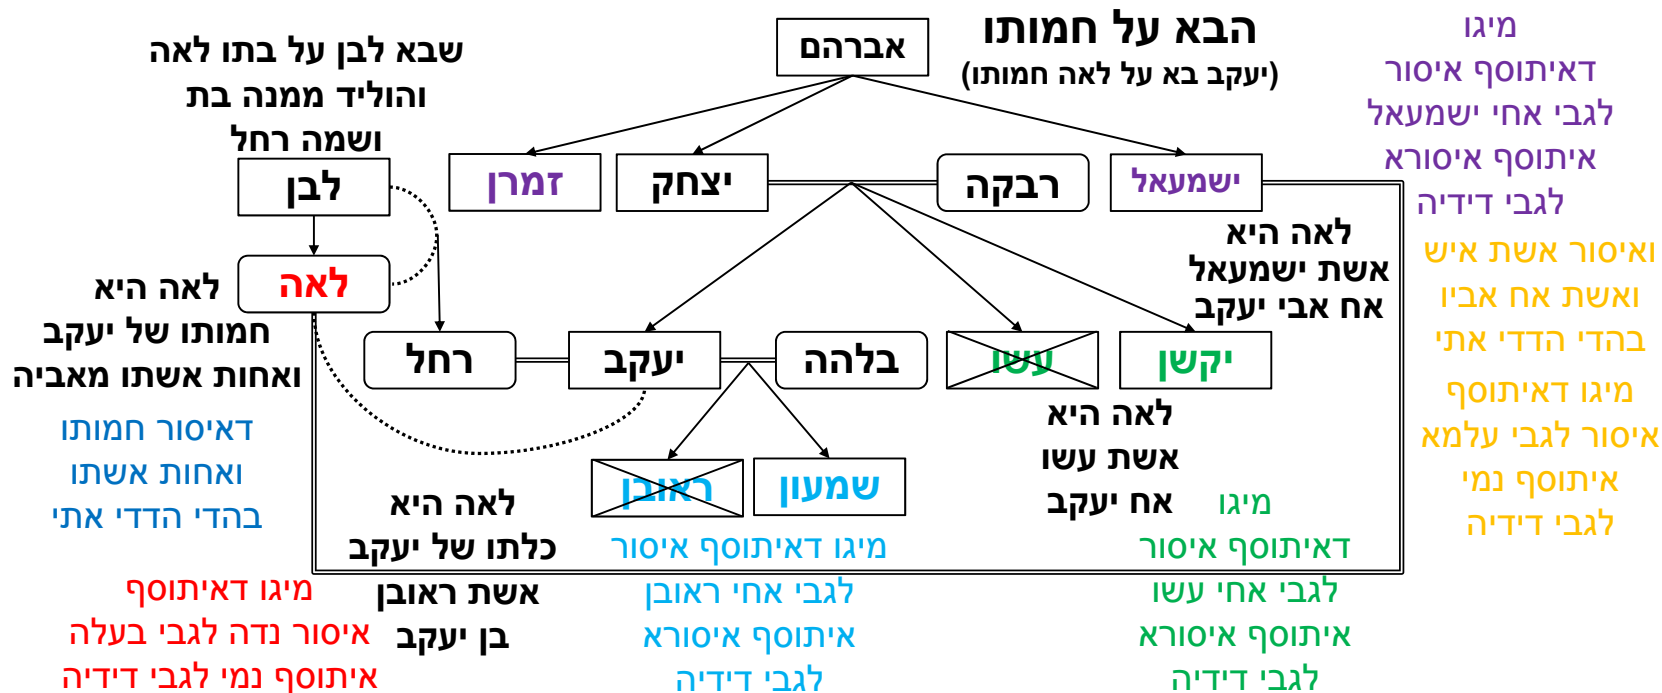 הבא על חמותו
(יעקב בא על לאה חמותו)
אברהם
שבא לבן על בתו לאה
והוליד ממנה בת
ושמה רחל
מיגו
דאיתוסף איסור
לגבי אחי ישמעאל
איתוסף איסורא
לגבי דידיה
ישמעאל
רבקה
יצחק
זמרן
לבן
לאה היא
אשת ישמעאל
אח אבי יעקב
ואיסור אשת איש
ואשת אח אביו
בהדי הדדי אתי
מיגו דאיתוסף
איסור לגבי עלמא
איתוסף נמי
לגבי דידיה
לאה
לאה היא
חמותו של יעקב
ואחות אשתו מאביה
יקשן
עשו
בלהה
יעקב
רחל
לאה היא
אשת עשו
אח יעקב
דאיסור חמותו
ואחות אשתו
בהדי הדדי אתי
שמעון
ראובן
לאה היא
כלתו של יעקב
אשת ראובן
בן יעקב
מיגו
דאיתוסף איסור
לגבי אחי עשו
איתוסף איסורא
לגבי דידיה
מיגו דאיתוסף איסור
לגבי אחי ראובן
איתוסף איסורא
לגבי דידיה
מיגו דאיתוסף
איסור נדה לגבי בעלה
איתוסף נמי לגבי דידיה